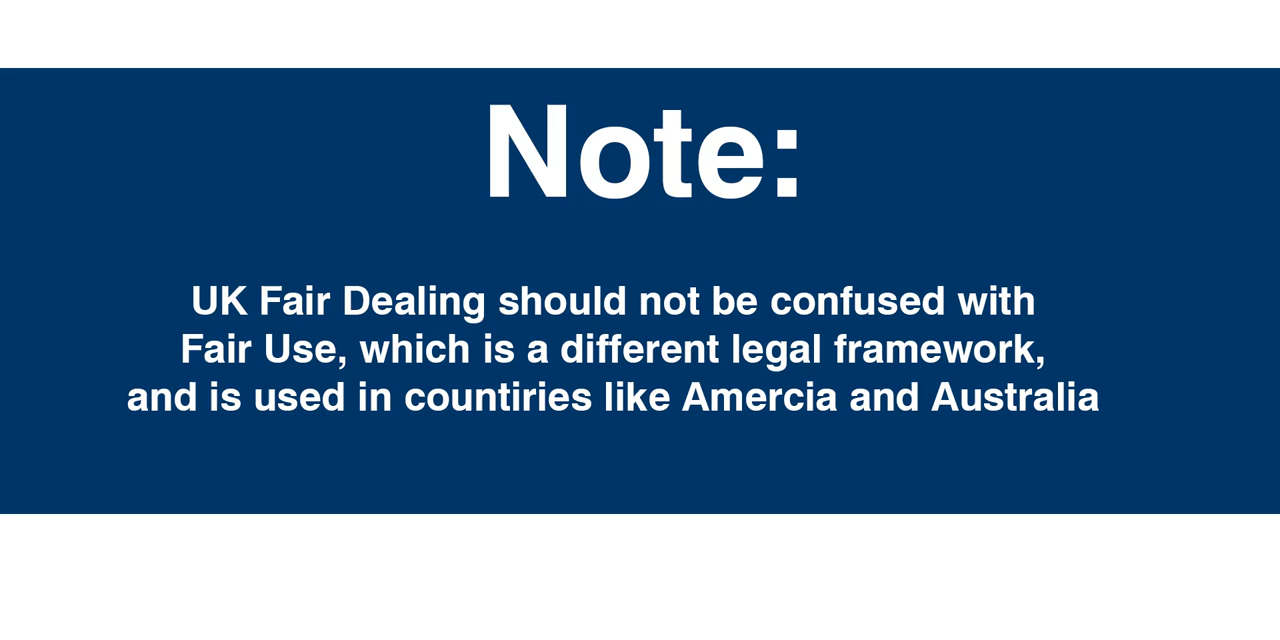 Note:
UK Fair Dealing should not be confused with
Fair Use, which is a different legal framework,
and is used in countiries like Amercia and Australia